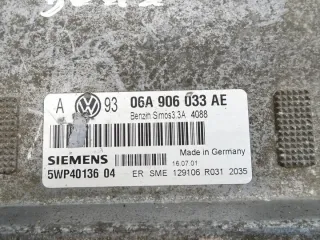 A 93 06A 906 033 AE
Benzin Simos3.3A 4088
Made in Germany
SIEMENS 16.07.01
5WP40136 04 ER SME 129106 R031 2035